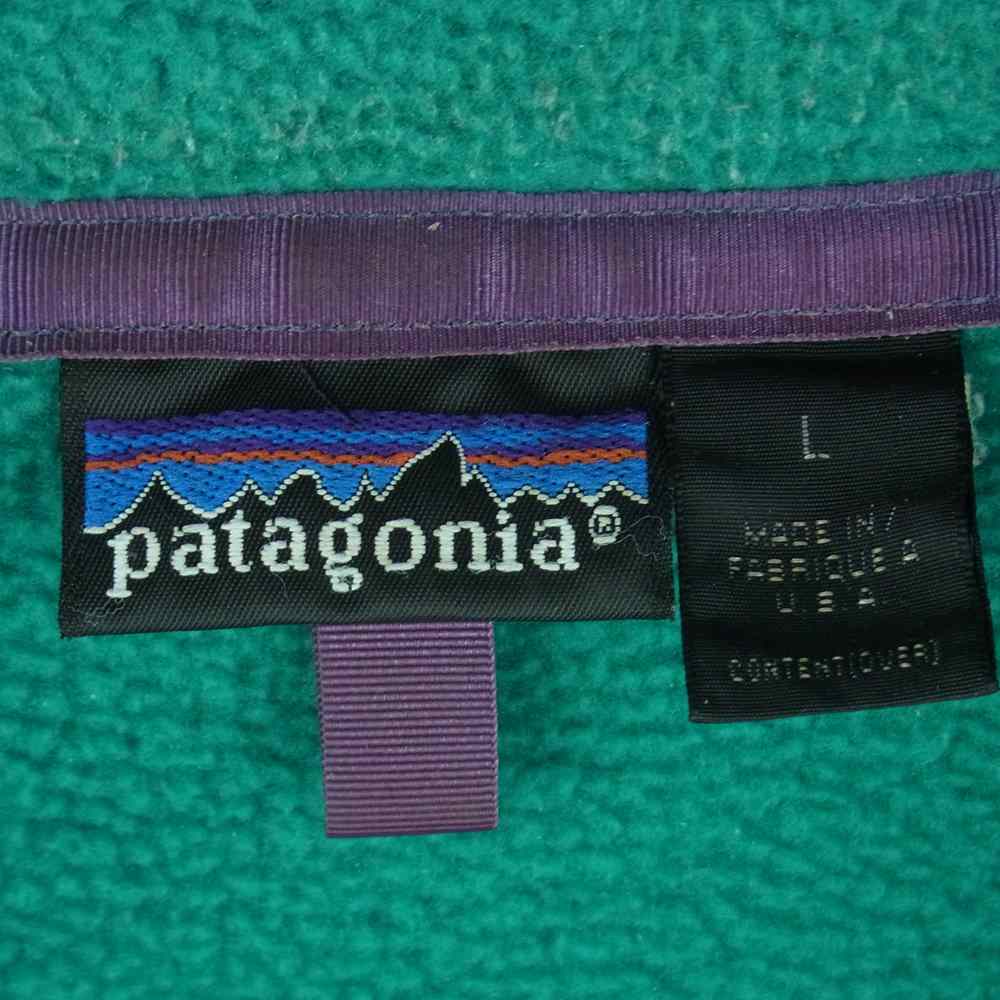 patagonia®
L
MADE IN/
FABRIQUE A
U.S.A.
CONTENT(OVER)